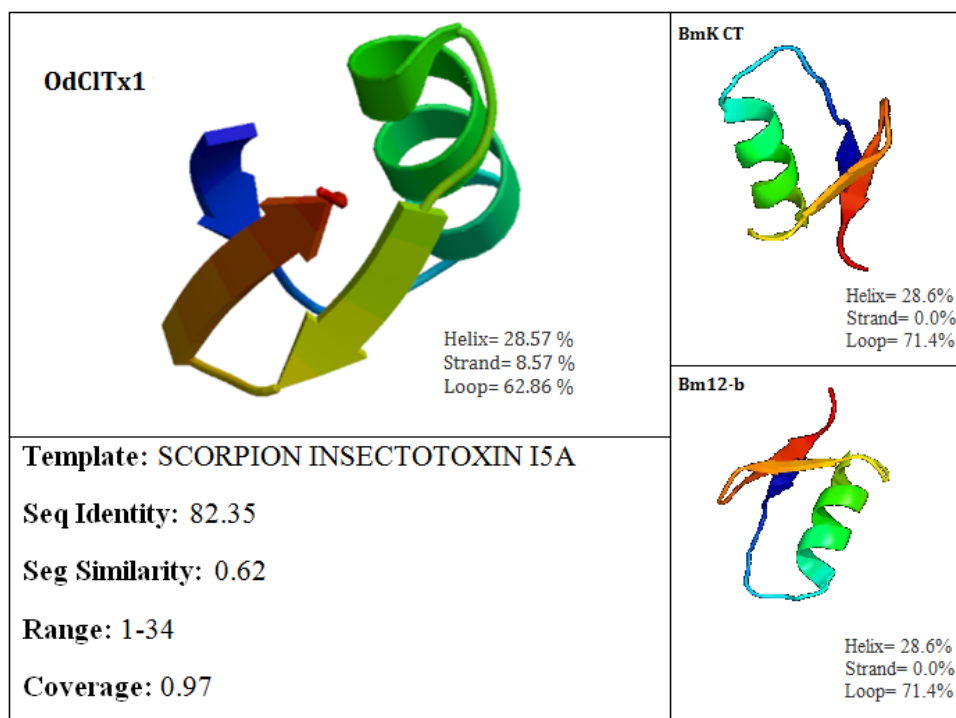 OdClTx1
Helix= 28.57 %
Strand= 8.57 %
Loop= 62.86 %
Template: SCORPION INSECTOTOXIN I5A
Seq Identity: 82.35
Seg Similarity: 0.62
Range: 1-34
Coverage: 0.97
BmK CT
Helix= 28.6%
Strand= 0.0%
Loop= 71.4%
Bm12-b
Helix= 28.6%
Strand= 0.0%
Loop= 71.4%